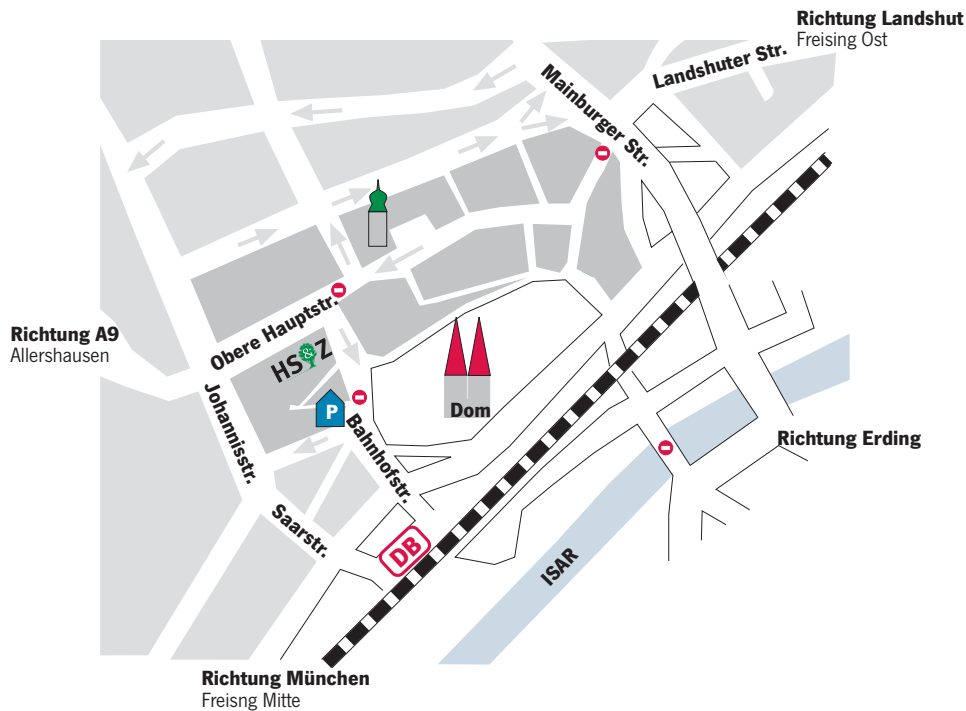 Richtung Landshut
Freising Ost
Landshuter Str.
Mainburger Str.
Obere Hauptstr.
Richtung A9
Allershausen
HS&Z
P
Dom
Johannisstr.
Bahnhofstr.
Richtung Erding
Saarstr.
DB
ISAR
Richtung München
Freisng Mitte